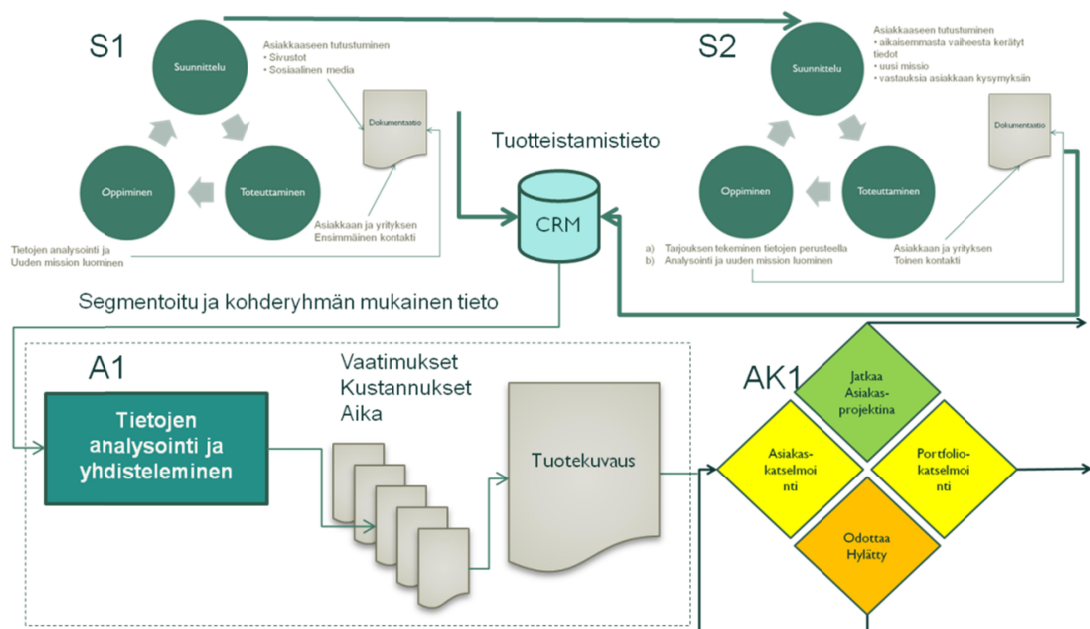 S1
Suunnittelu
Oppiminen
Toteuttaminen
Asiakkaaseen tutustuminen
• Sivustot
• Sosiaalinen media
Dokumentaatio
Asiakkaan ja yrityksen
Ensimmäinen kontakti
Tietojen analysointi ja
Uuden mission luominen
Tuotteistamistieto
CRM
S2
Suunnittelu
Oppiminen
Toteuttaminen
Asiakkaaseen tutustuminen
• aikaisemmasta vaiheesta kerätyt
tiedot
• uusi missio
• vastauksia asiakkaan kysymyksiin
Dokumentaatio
a) Tarjouksen tekeminen tietojen perusteella
b) Analysointi ja uuden mission luominen
Asiakkaan ja yrityksen
Toinen kontakti
Segmentoitu ja kohderyhmän mukainen tieto
A1
Tietojen
analysointi ja
yhdisteleminen
Vaatimukset
Kustannukset
Aika
Tuotekuvaus
AK1
Jatkaa
Asiakas-
projektina
Asiakas-
katselmoi
nti
Portfolio-
katselmoi
nti
Odottaa
Hylätty